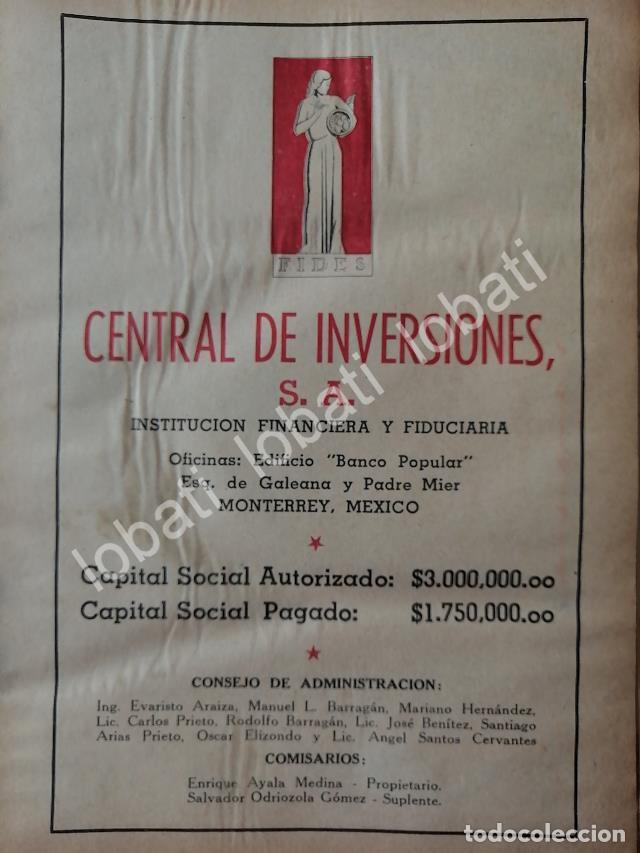 FIDES
CENTRAL DE INVERSIONES,
S. A.
INSTITUCION FINANCIERA Y FIDUCIARIA
Oficinas: Edificio "Banco Popular"
Esq. de Galeana y Padre Mier
MONTERREY, MEXICO
Capital Social Autorizado: $3.000,000.oo
Capital Social Pagado: $1.750,000.oo
CONSEJO DE ADMINISTRACION:
Ing. Evaristo Araiza, Manuel L. Barragán, Mariano Hernández,
Lic. Carlos Prieto, Rodolfo Barragán, Lic. José Benítez, Santiago
Arias Prieto, Oscar Elizondo y Lic. Angel Santos Cervantes
COMISARIOS:
Enrique Ayala Medina - Propietario.
Salvador Odriozola Gómez - Suplente.
lobati lobati lobati lobati
todocoleccion